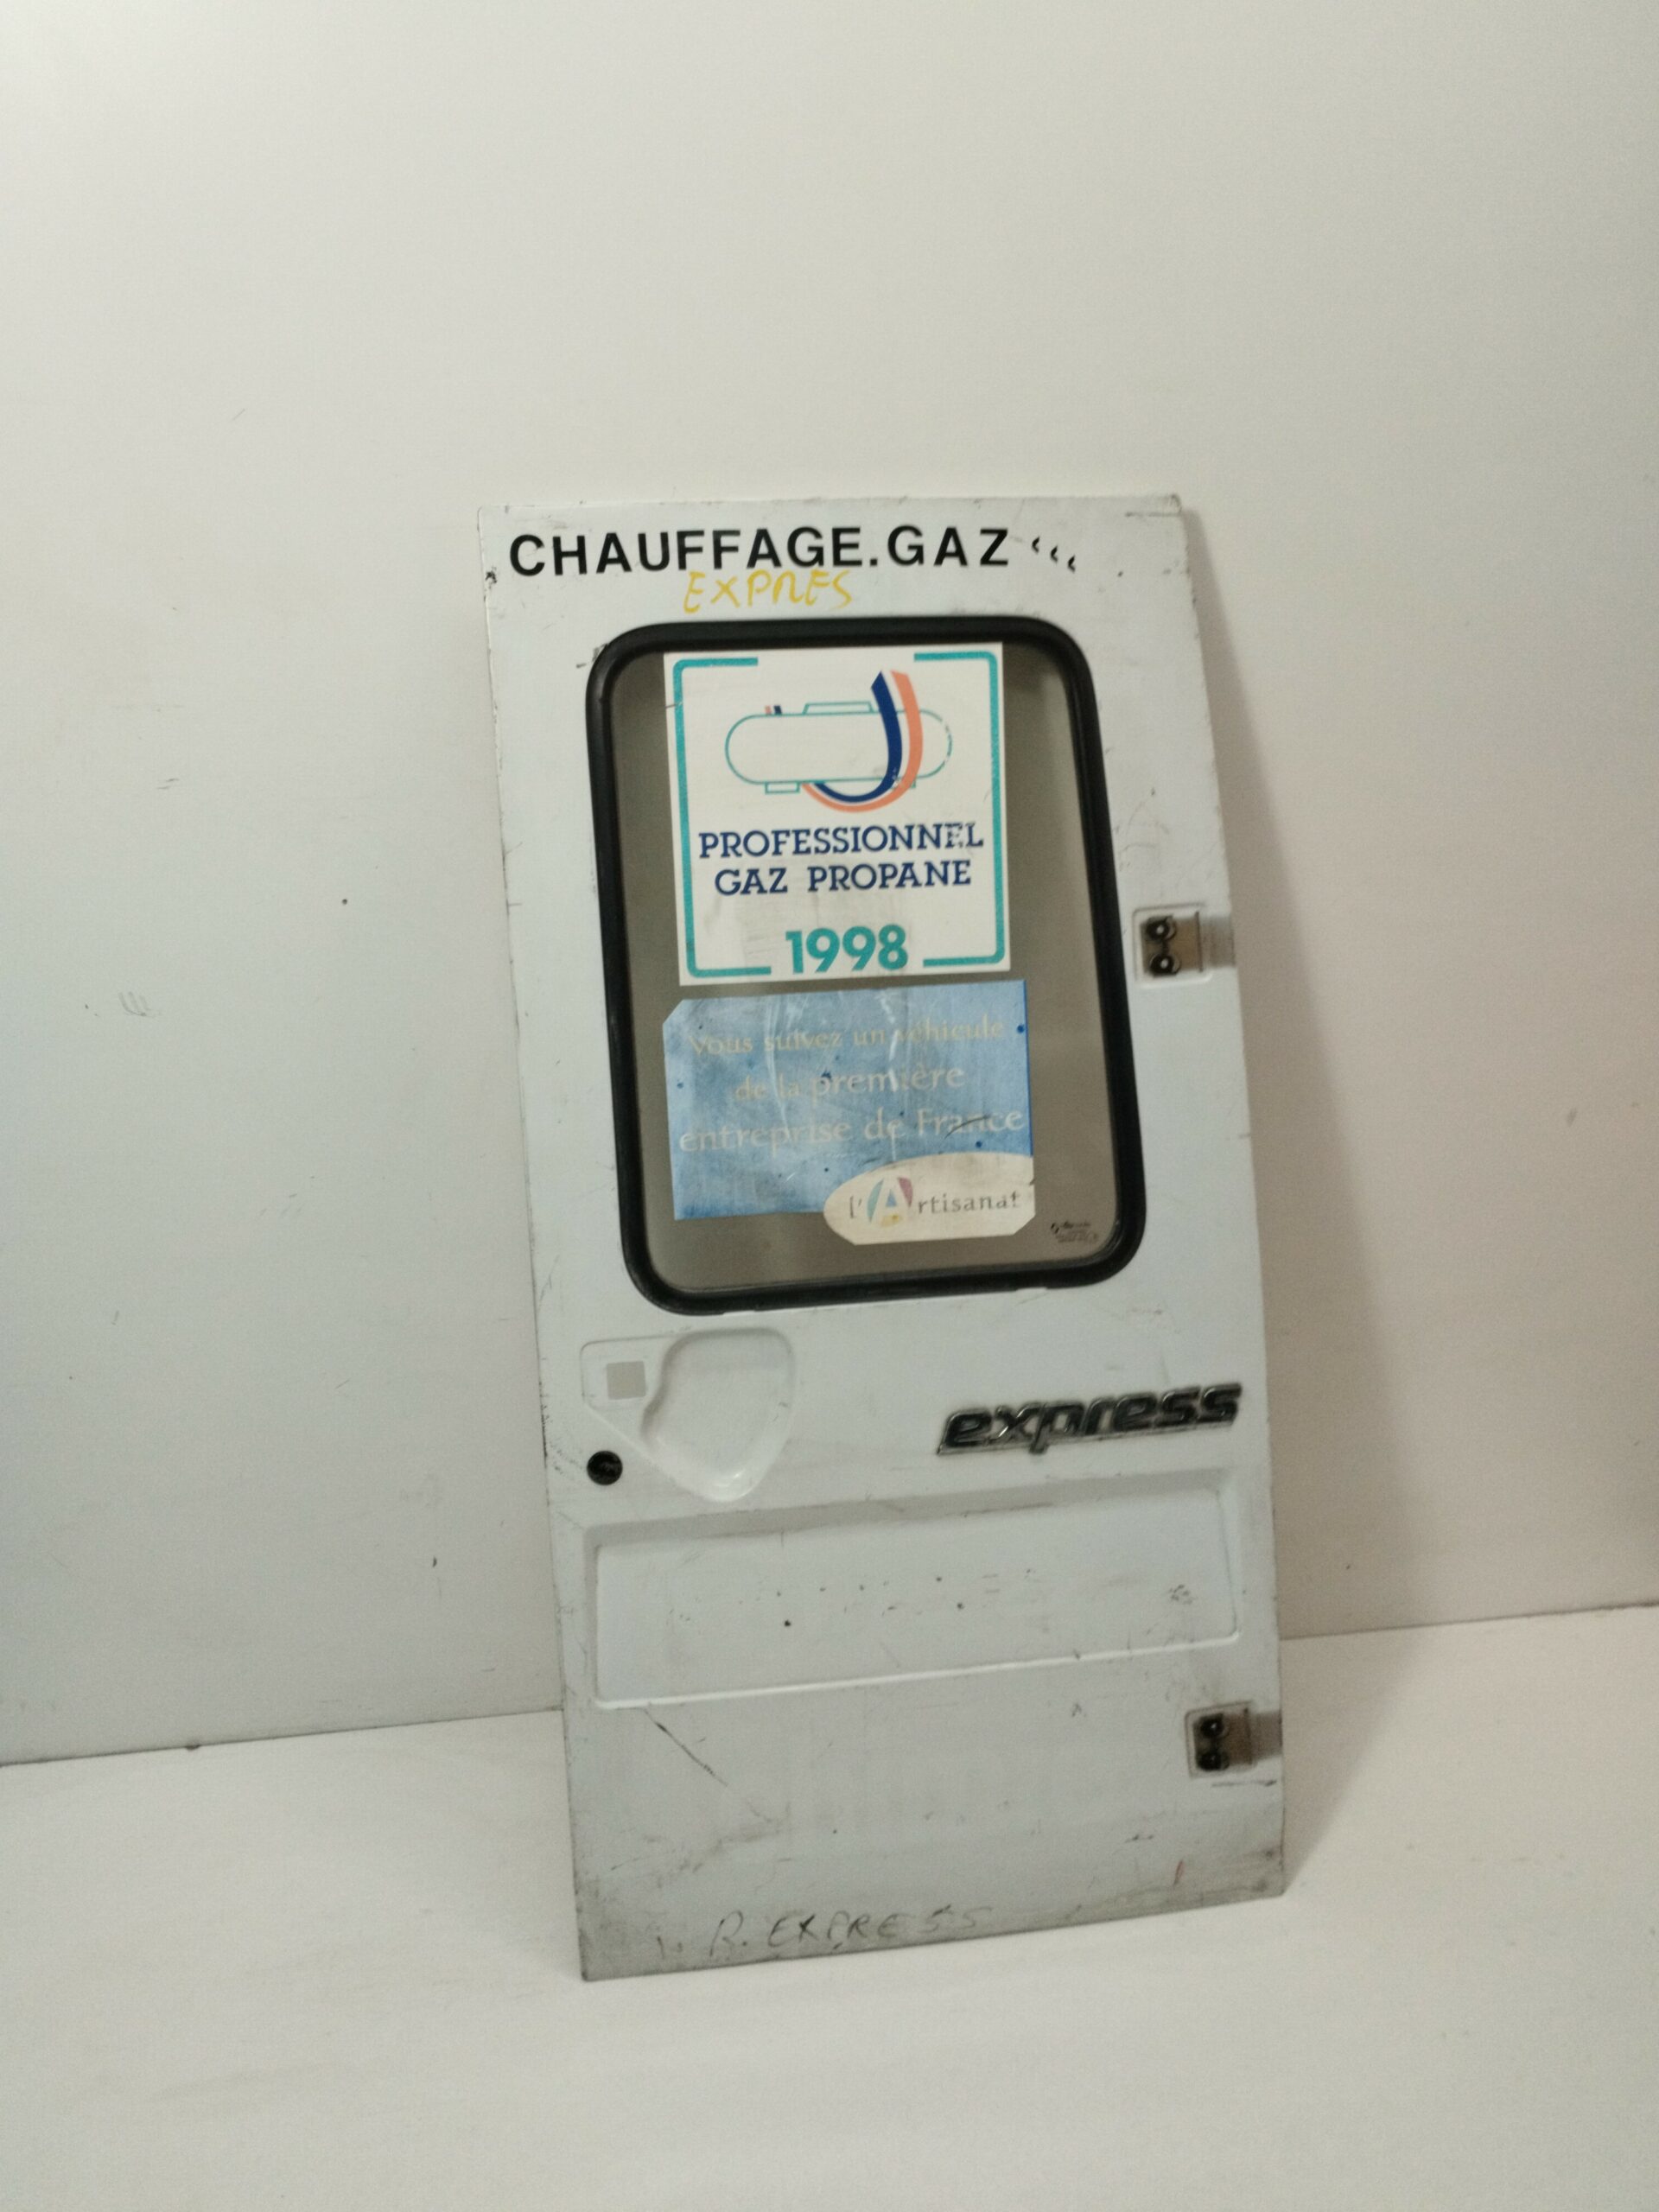 CHAUFFAGE.GAZ
EXPRES
PROFESSIONNEL
GAZ PROPANE
1998
Vous suivez un véhicule
de la première
entreprise de France
l'Artisanat
express
R. EXPRESS